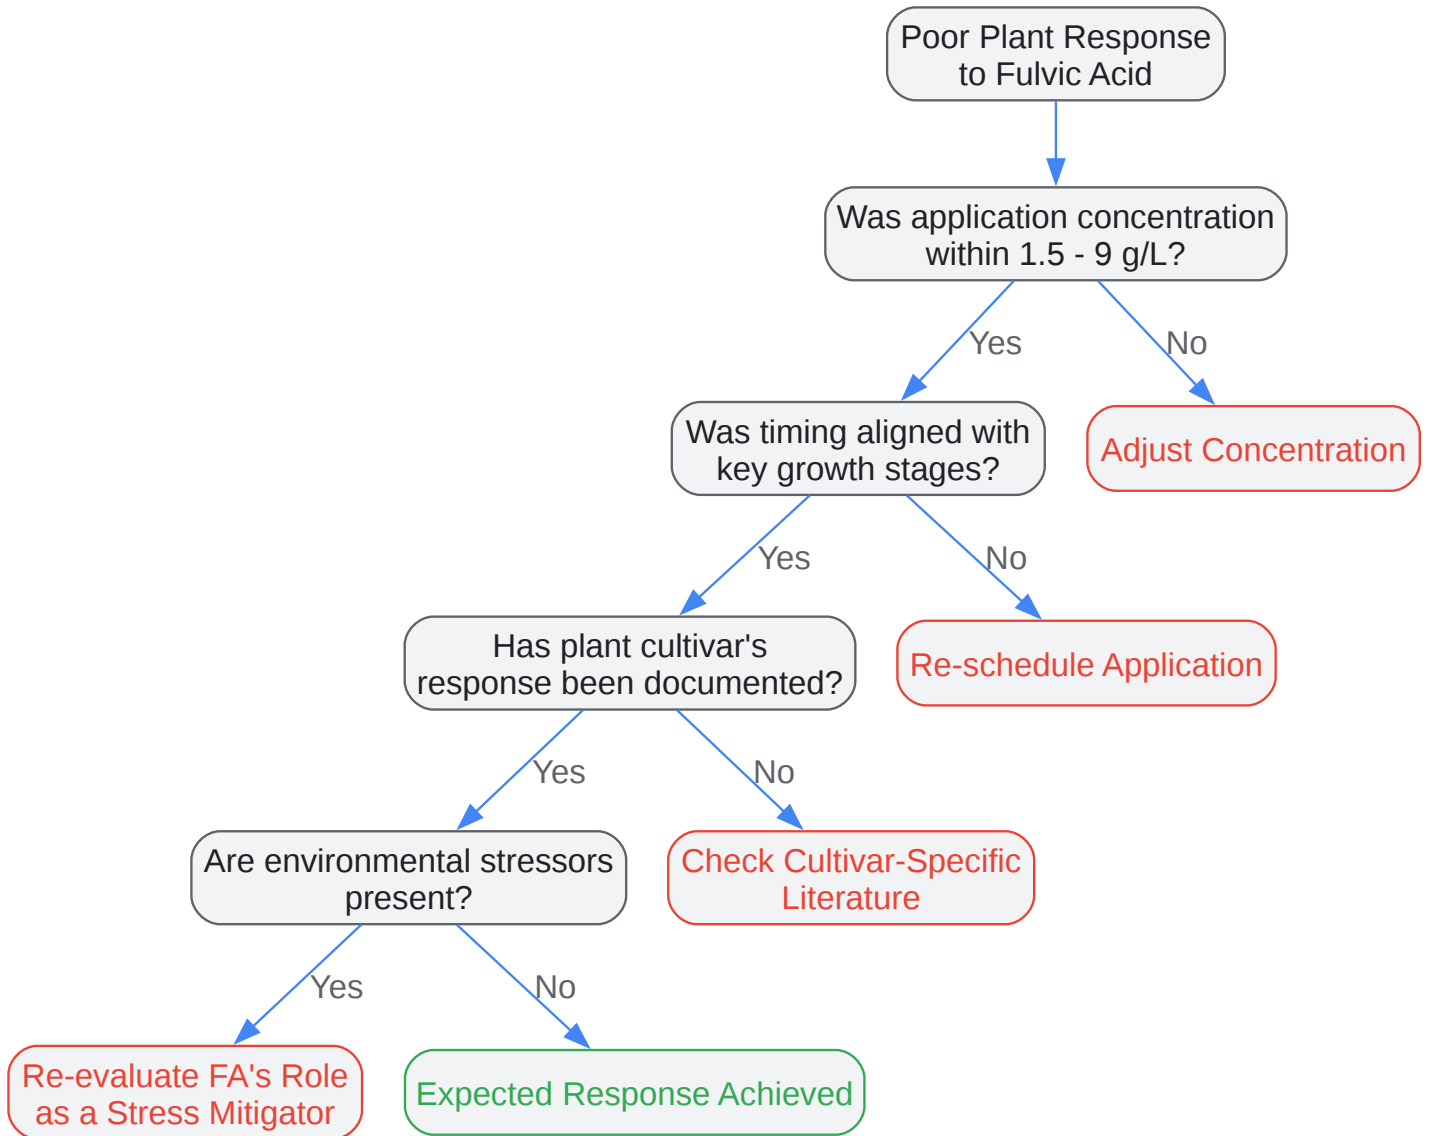 Poor Plant Response
to Fulvic Acid
Was application concentration
within 1.5 - 9 g/L?
Yes
No
Was timing aligned with
key growth stages?
Adjust Concentration
Yes
No
Has plant cultivar's
response been documented?
Re-schedule Application
Yes
No
Are environmental stressors
present?
Check Cultivar-Specific
Literature
Yes
No
Re-evaluate FA's Role
as a Stress Mitigator
Expected Response Achieved